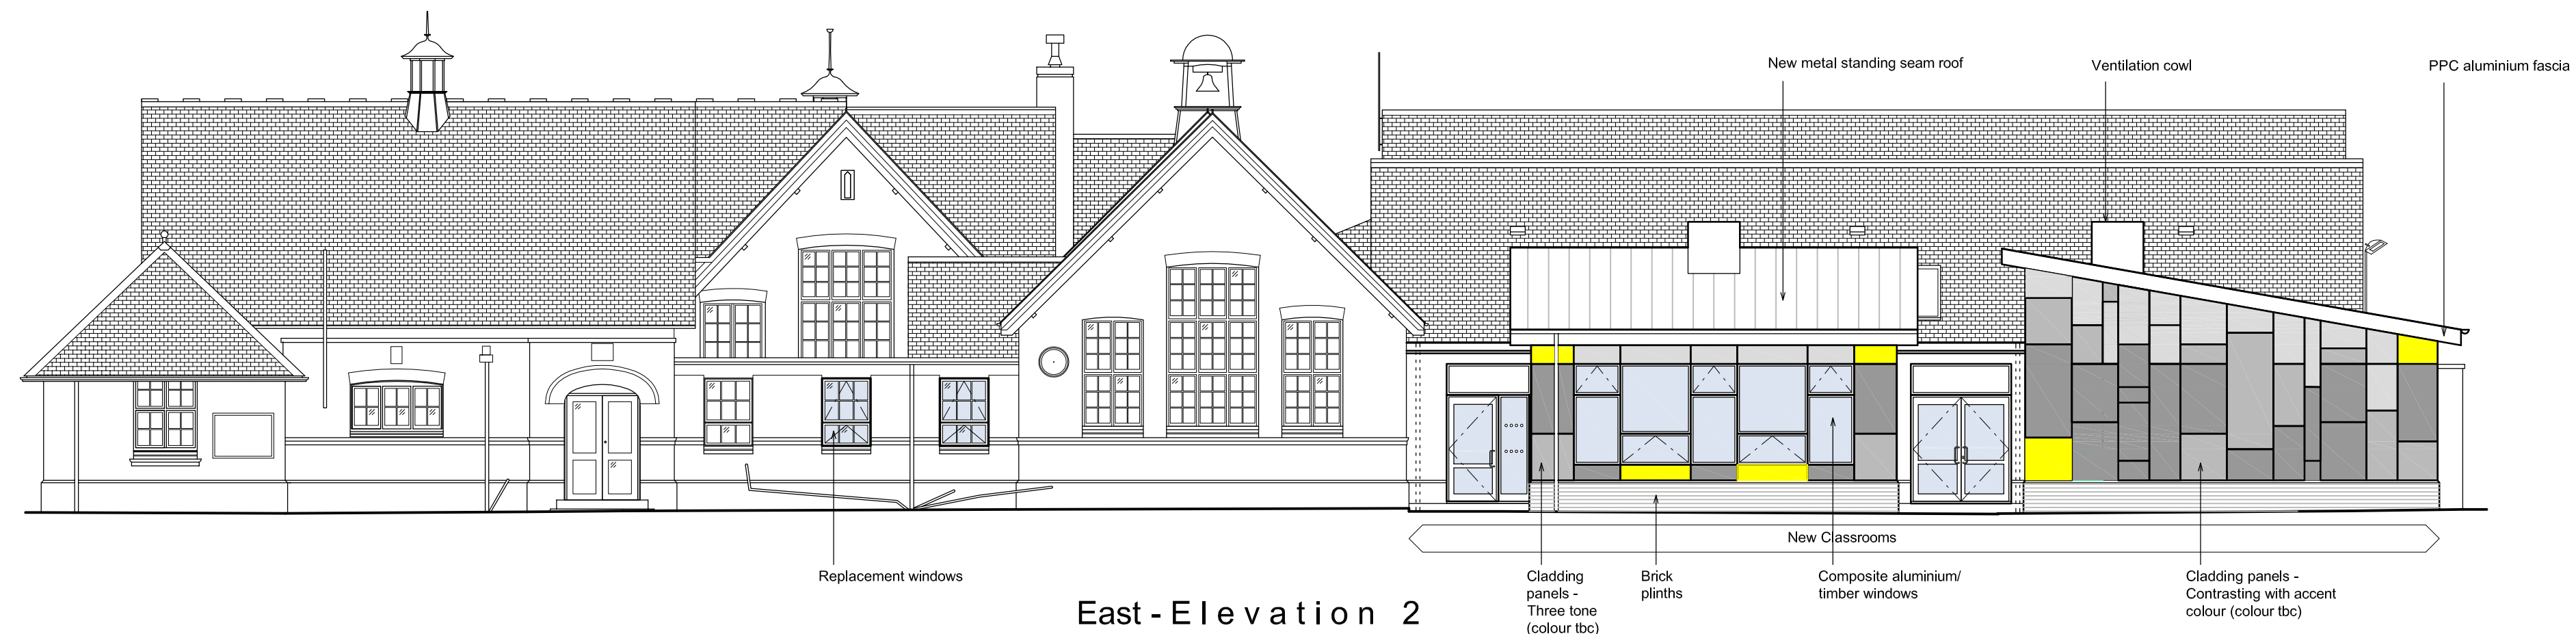 New metal standing seam roof
Ventilation cowl
PPC aluminium fascia
New Classrooms
Replacement windows
Cladding
panels -
Three tone
(colour tbc)
Brick
plinths
Composite aluminium/
timber windows
Cladding panels -
Contrasting with accent
colour (colour tbc)
East - Elevation 2